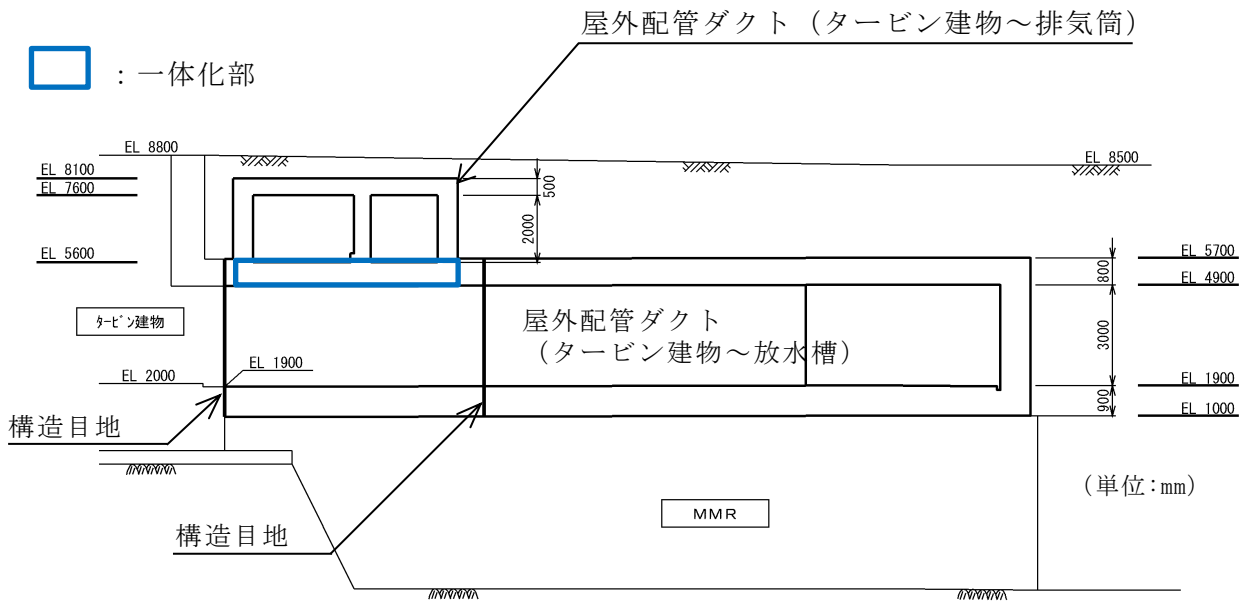 屋外配管ダクト（タービン建物～排気筒）
：一体化部
EL 8800
EL 8500
EL 8100
EL 7600
500
2000
EL 5600
EL 5700
800
EL 4900
ﾀｰﾋﾞﾝ建物
屋外配管ダクト
（タービン建物～放水槽）
3000
EL 2000
EL 1900
EL 1900
900
EL 1000
構造目地
（単位:mm）
MMR
構造目地